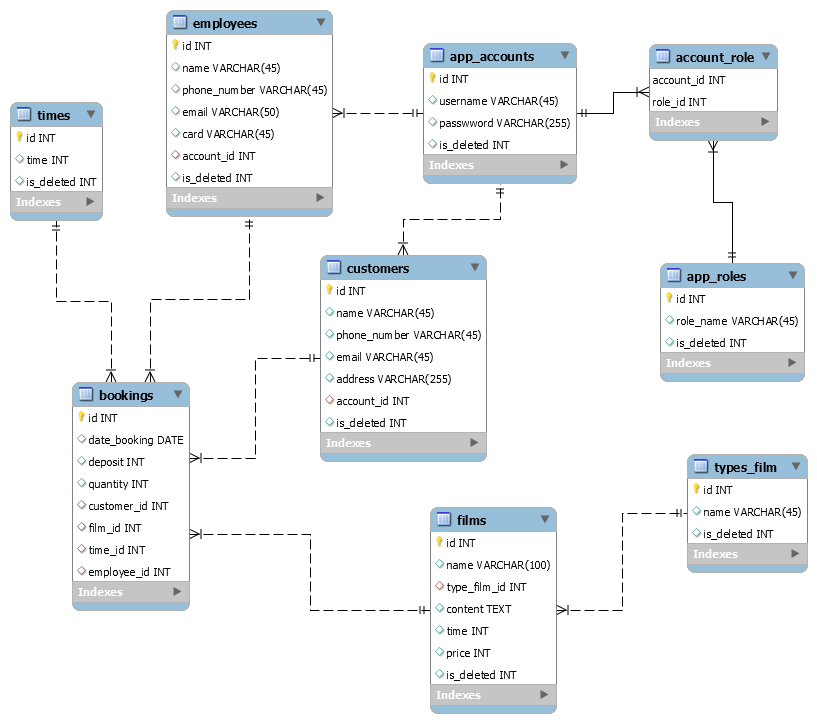 employees
id INT
name VARCHAR(45)
phone_number VARCHAR(45)
email VARCHAR(50)
card VARCHAR(45)
account_id INT
is_deleted INT
Indexes
app_accounts
id INT
username VARCHAR(45)
passwword VARCHAR(255)
is_deleted INT
Indexes
account_role
account_id INT
role_id INT
Indexes
times
id INT
time INT
is_deleted INT
Indexes
customers
id INT
name VARCHAR(45)
phone_number VARCHAR(45)
email VARCHAR(45)
address VARCHAR(255)
account_id INT
is_deleted INT
Indexes
app_roles
id INT
role_name VARCHAR(45)
is_deleted INT
Indexes
bookings
id INT
date_booking DATE
deposit INT
quantity INT
customer_id INT
film_id INT
time_id INT
employee_id INT
Indexes
films
id INT
name VARCHAR(100)
type_film_id INT
content TEXT
time INT
price INT
is_deleted INT
Indexes
types_film
id INT
name VARCHAR(45)
is_deleted INT
Indexes